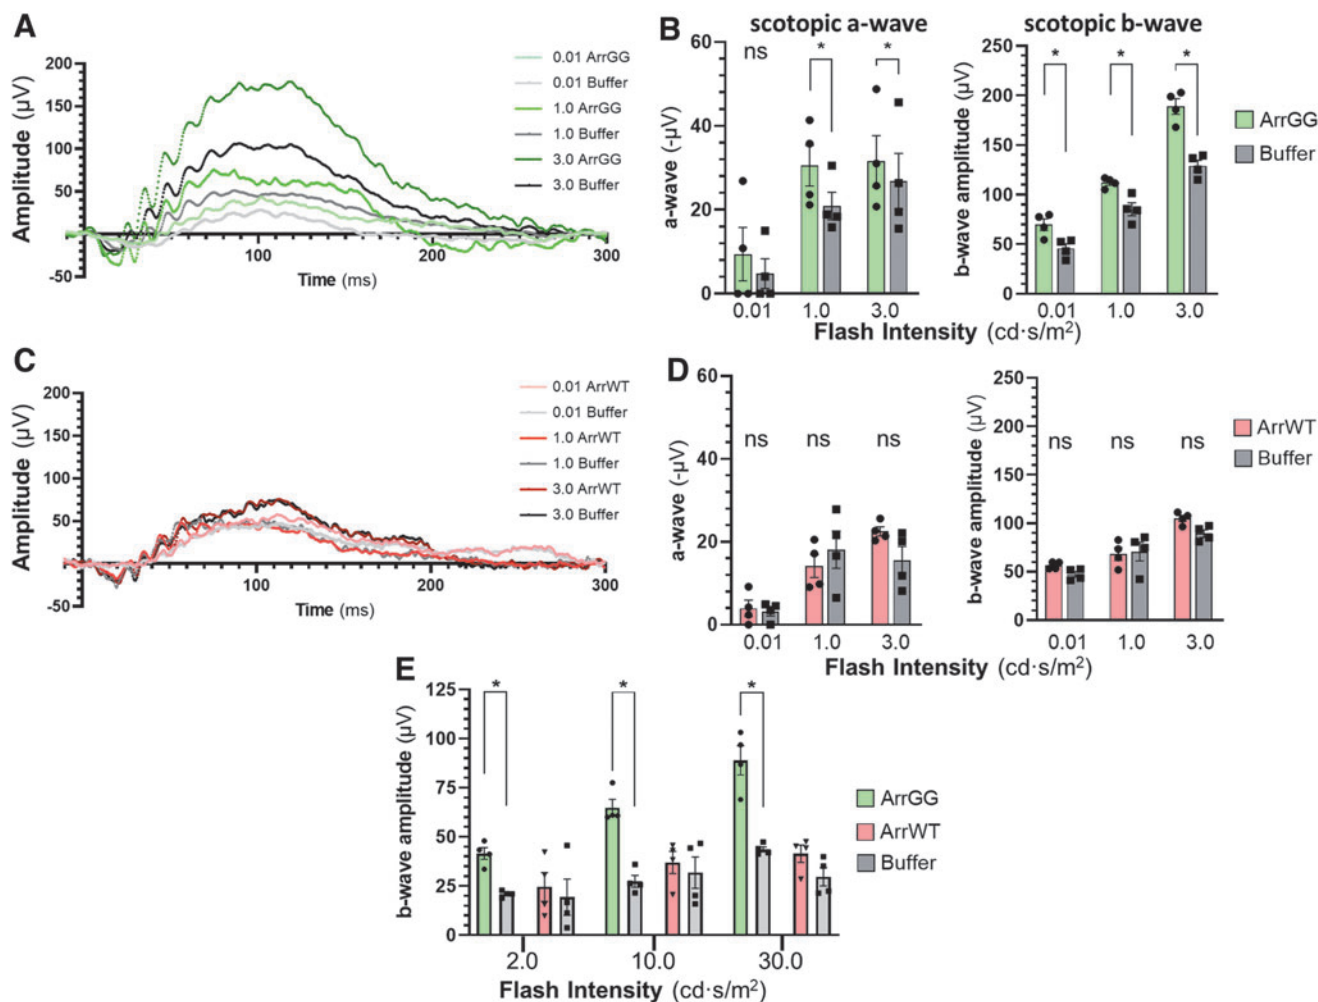 A
Amplitude (µV)
200
150
100
50
0
-50
100
200
300
Time (ms)
0.01 ArrGG
0.01 Buffer
1.0 ArrGG
1.0 Buffer
3.0 ArrGG
3.0 Buffer
B
scotopic a-wave
a-wave (-µV)
60
40
20
0
ns
*
*
0.01
1.0
3.0
scotopic b-wave
b-wave amplitude (µV)
250
200
150
100
50
0
*
*
*
0.01
1.0
3.0
Flash Intensity (cd·s/m²)
ArrGG
Buffer
C
Amplitude (µV)
200
150
100
50
0
-50
100
200
300
Time (ms)
0.01 ArrWT
0.01 Buffer
1.0 ArrWT
1.0 Buffer
3.0 ArrWT
3.0 Buffer
D
a-wave (-µV)
60
40
20
0
ns
ns
ns
0.01
1.0
3.0
b-wave amplitude (µV)
250
200
150
100
50
0
ns
ns
ns
0.01
1.0
3.0
Flash Intensity (cd·s/m²)
ArrWT
Buffer
E
b-wave amplitude (µV)
125
100
75
50
25
0
*
*
*
2.0
10.0
30.0
Flash Intensity (cd·s/m²)
ArrGG
ArrWT
Buffer